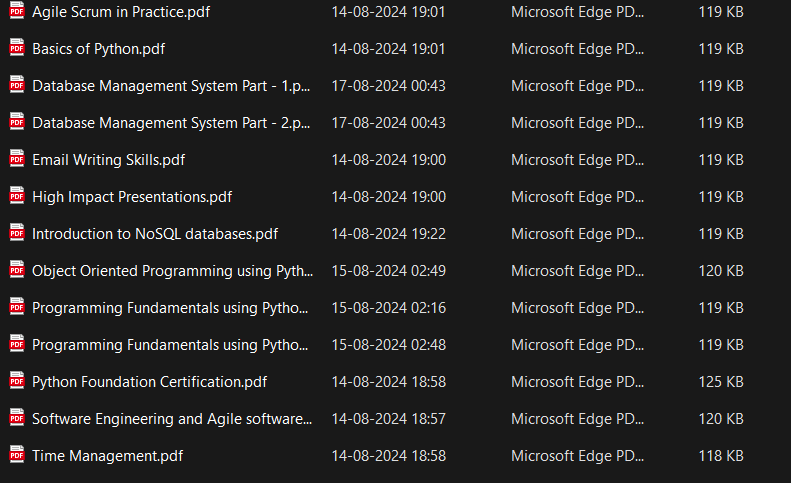 Agile Scrum in Practice.pdf 14-08-2024 19:01 Microsoft Edge PD... 119 KB
Basics of Python.pdf 14-08-2024 19:01 Microsoft Edge PD... 119 KB
Database Management System Part - 1.p... 17-08-2024 00:43 Microsoft Edge PD... 119 KB
Database Management System Part - 2.p... 17-08-2024 00:43 Microsoft Edge PD... 119 KB
Email Writing Skills.pdf 14-08-2024 19:00 Microsoft Edge PD... 119 KB
High Impact Presentations.pdf 14-08-2024 19:00 Microsoft Edge PD... 119 KB
Introduction to NoSQL databases.pdf 14-08-2024 19:22 Microsoft Edge PD... 119 KB
Object Oriented Programming using Pyth... 15-08-2024 02:49 Microsoft Edge PD... 120 KB
Programming Fundamentals using Pytho... 15-08-2024 02:16 Microsoft Edge PD... 119 KB
Programming Fundamentals using Pytho... 15-08-2024 02:48 Microsoft Edge PD... 119 KB
Python Foundation Certification.pdf 14-08-2024 18:58 Microsoft Edge PD... 125 KB
Software Engineering and Agile software... 14-08-2024 18:57 Microsoft Edge PD... 120 KB
Time Management.pdf 14-08-2024 18:58 Microsoft Edge PD... 118 KB